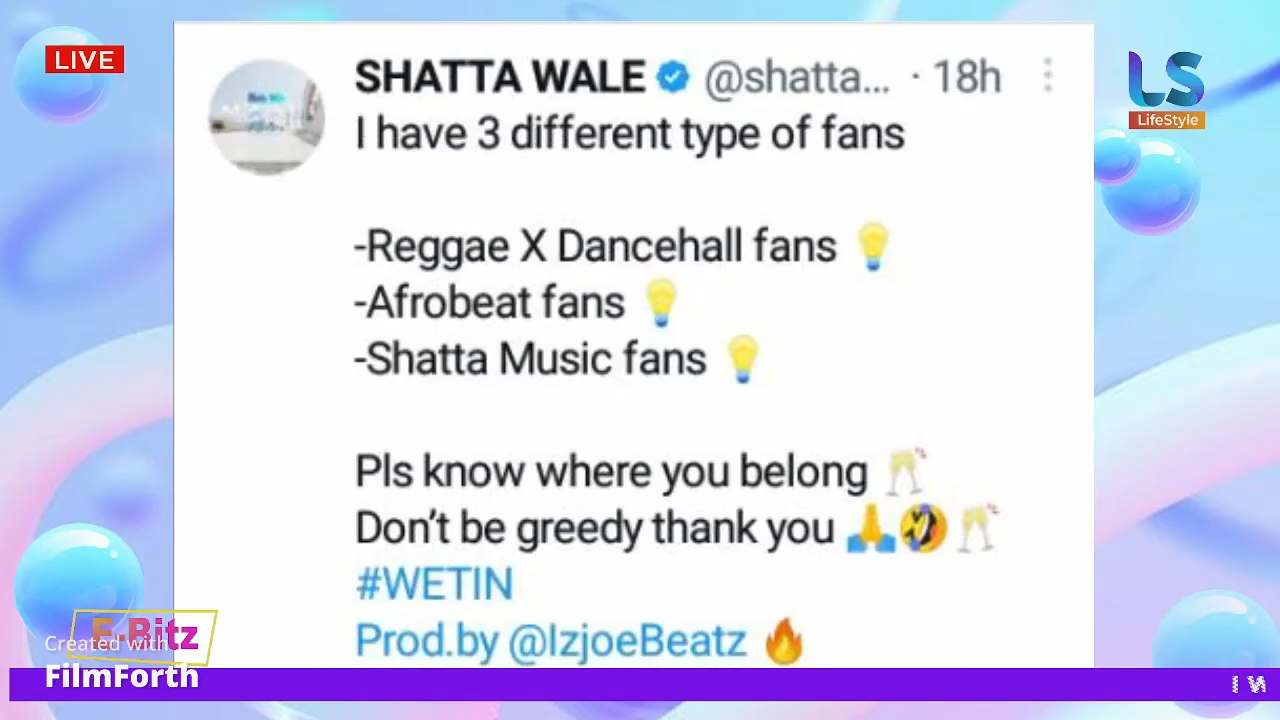 LIVE
LS
LifeStyle
SHATTA WALE @shatta... · 18h
I have 3 different type of fans
-Reggae X Dancehall fans 💡
-Afrobeat fans 💡
-Shatta Music fans 💡
Pls know where you belong 🥂
Don't be greedy thank you 🙏🤣🥂
#WETIN
Prod.by @IzjoeBeatz 🔥
E.Bitz
Created with
FilmForth